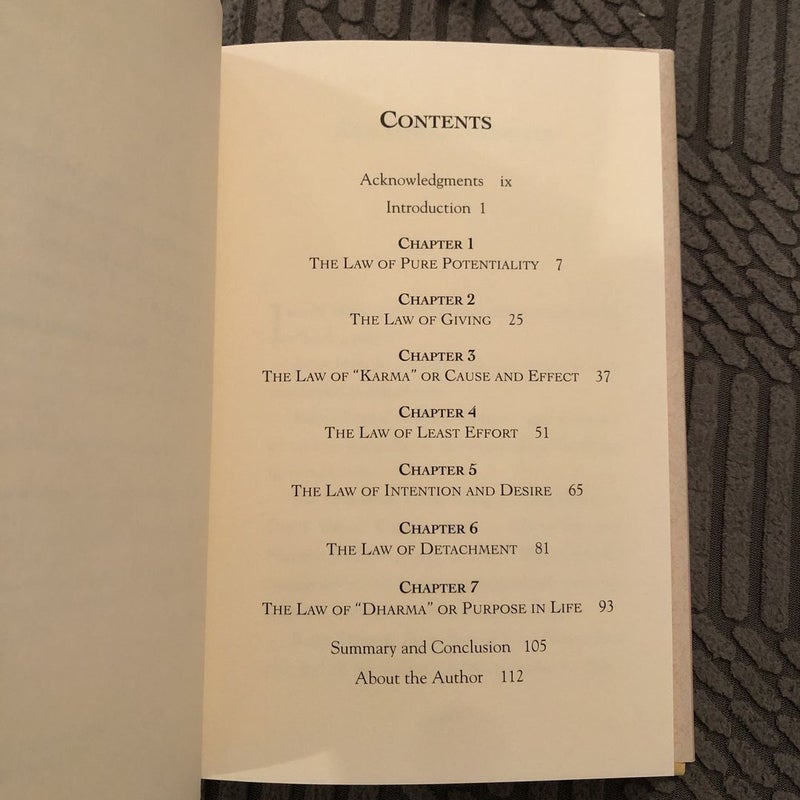 CONTENTS
Acknowledgments ix
Introduction 1
CHAPTER 1
THE LAW OF PURE POTENTIALITY 7
CHAPTER 2
THE LAW OF GIVING 25
CHAPTER 3
THE LAW OF “KARMA” OR CAUSE AND EFFECT 37
CHAPTER 4
THE LAW OF LEAST EFFORT 51
CHAPTER 5
THE LAW OF INTENTION AND DESIRE 65
CHAPTER 6
THE LAW OF DETACHMENT 81
CHAPTER 7
THE LAW OF “DHARMA” OR PURPOSE IN LIFE 93
Summary and Conclusion 105
About the Author 112